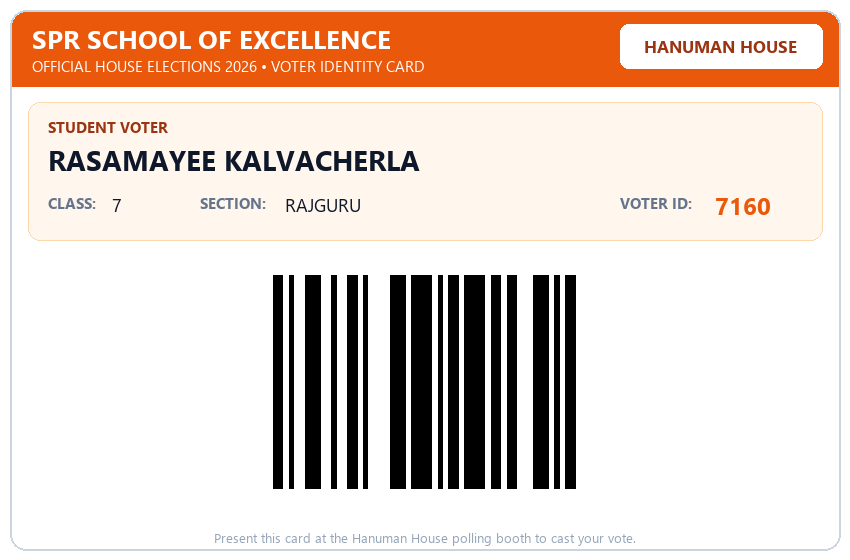 SPR SCHOOL OF EXCELLENCE
OFFICIAL HOUSE ELECTIONS 2026 • VOTER IDENTITY CARD
HANUMAN HOUSE
STUDENT VOTER
RASAMAYEE KALVACHERLA
CLASS: 7 SECTION: RAJGURU VOTER ID: 7160
Present this card at the Hanuman House polling booth to cast your vote.